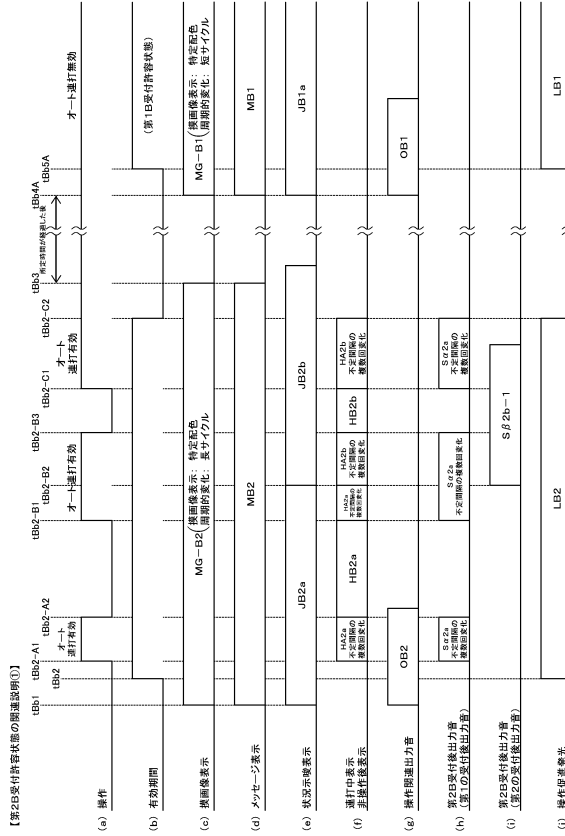 【第2B受付許容状態の関連説明①】
tBb1
tBb2
tBb2-A1
tBb2-A2
tBb2-B1
tBb2-B2
tBb2-B3
tBb2-C1
tBb2-C2
tBb3
所定時間が経過した後
tBb4A
tBb5A
(a) 操作
オート
連打有効
オート
連打有効
オート
連打有効
オート連打無効
(b) 有効期間
(第1B受付許容状態)
(c) 摸画像表示
MG-B2(摸画像表示: 特定配色
周期的変化: 長サイクル
MG-B1(摸画像表示: 特定配色
周期的変化: 短サイクル
(d) メッセージ表示
MB2
MB1
(e) 状況示唆表示
JB2a
JB2b
JB1a
(f) 連打中表示
非操作後表示
HA2a
不定間隔の
複数回変化
HB2a
HA2a
不定間隔の
複数回変化
HA2b
不定間隔の
複数回変化
HB2b
HA2b
不定間隔の
複数回変化
(g) 操作関連出力音
OB2
OB1
(h) 第2B受付後出力音
(第1の受付後出力音)
Sα2a
不定間隔の
複数回変化
Sα2a
不定間隔の複数回変化
Sα2a
不定間隔の
複数回変化
(i) 第2B受付後出力音
(第2の受付後出力音)
Sβ2b-1
(j) 操作促進発光
LB2
LB1